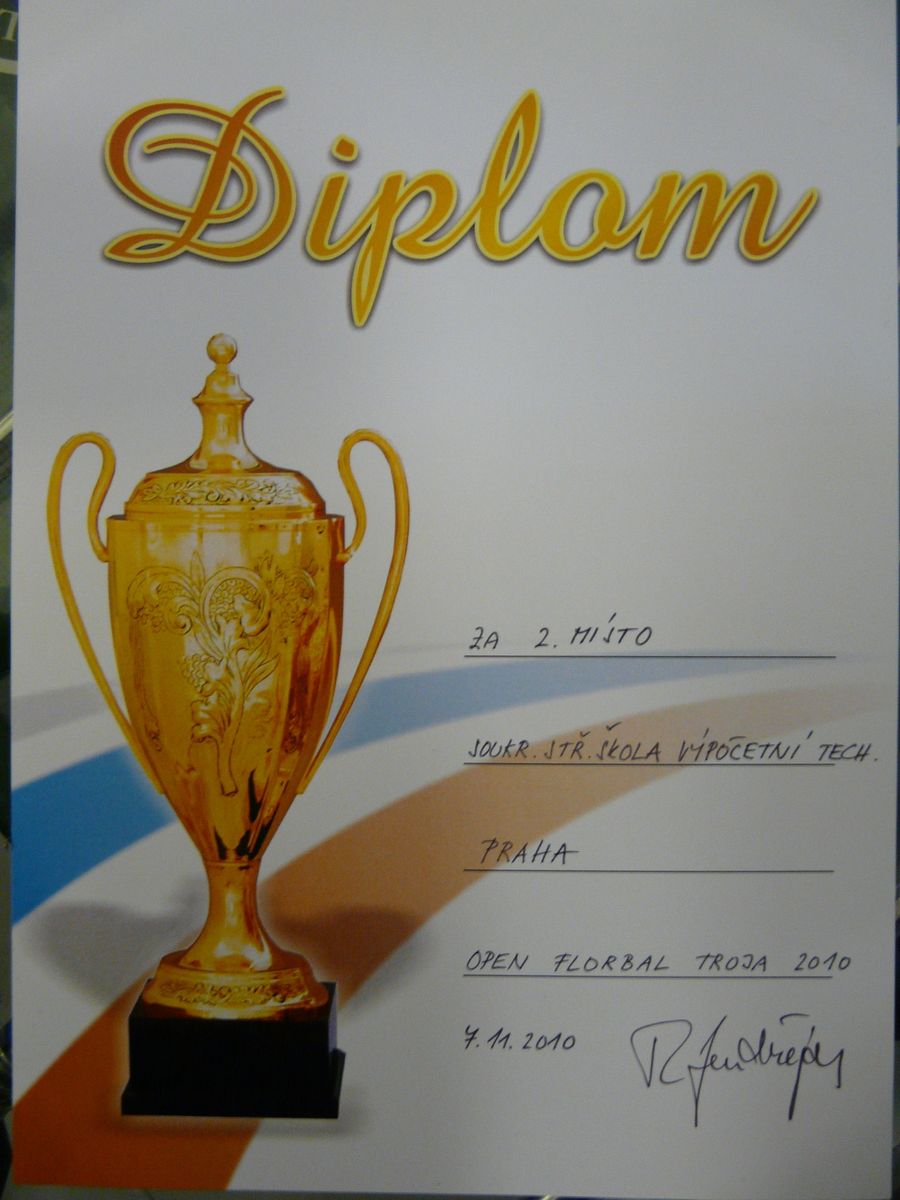 Diplom
ZA 2. MÍSTO
SOUKR. STŘ. ŠKOLA VÝPOČETNÍ TECH.
PRAHA
OPEN FLORBAL TROJA 2010
7.11.2010